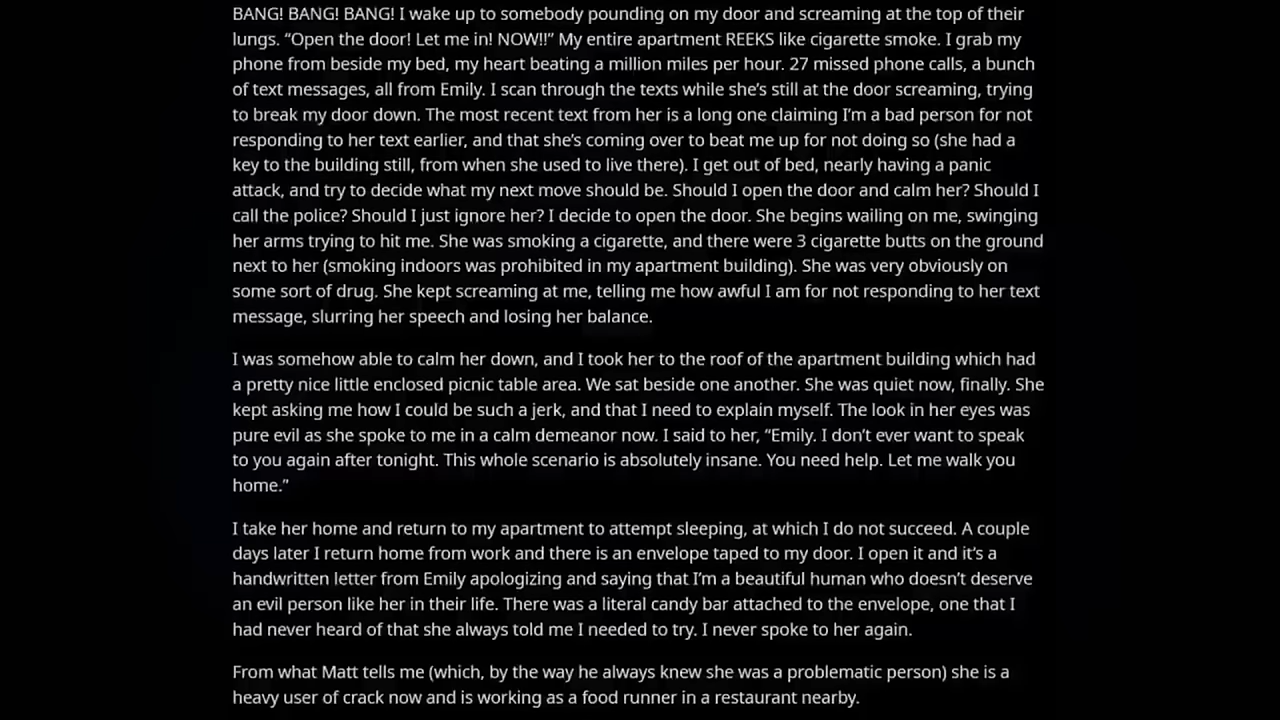 BANG! BANG! BANG! I wake up to somebody pounding on my door and screaming at the top of their
lungs. “Open the door! Let me in! NOW!!” My entire apartment REEKS like cigarette smoke. I grab my
phone from beside my bed, my heart beating a million miles per hour. 27 missed phone calls, a bunch
of text messages, all from Emily. I scan through the texts while she’s still at the door screaming, trying
to break my door down. The most recent text from her is a long one claiming I’m a bad person for not
responding to her text earlier, and that she’s coming over to beat me up for not doing so (she had a
key to the building still, from when she used to live there). I get out of bed, nearly having a panic
attack, and try to decide what my next move should be. Should I open the door and calm her? Should I
call the police? Should I just ignore her? I decide to open the door. She begins wailing on me, swinging
her arms trying to hit me. She was smoking a cigarette, and there were 3 cigarette butts on the ground
next to her (smoking indoors was prohibited in my apartment building). She was very obviously on
some sort of drug. She kept screaming at me, telling me how awful I am for not responding to her text
message, slurring her speech and losing her balance.
I was somehow able to calm her down, and I took her to the roof of the apartment building which had
a pretty nice little enclosed picnic table area. We sat beside one another. She was quiet now, finally. She
kept asking me how I could be such a jerk, and that I need to explain myself. The look in her eyes was
pure evil as she spoke to me in a calm demeanor now. I said to her, “Emily. I don’t ever want to speak
to you again after tonight. This whole scenario is absolutely insane. You need help. Let me walk you
home.”
I take her home and return to my apartment to attempt sleeping, at which I do not succeed. A couple
days later I return home from work and there is an envelope taped to my door. I open it and it’s a
handwritten letter from Emily apologizing and saying that I’m a beautiful human who doesn’t deserve
an evil person like her in their life. There was a literal candy bar attached to the envelope, one that I
had never heard of that she always told me I needed to try. I never spoke to her again.
From what Matt tells me (which, by the way he always knew she was a problematic person) she is a
heavy user of crack now and is working as a food runner in a restaurant nearby.